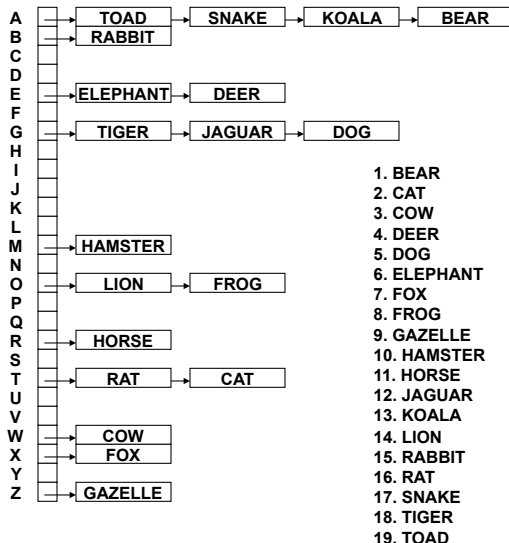 A TOAD SNAKE KOALA BEAR
B RABBIT
C
D
E ELEPHANT DEER
F
G TIGER JAGUAR DOG
H
I
J
K
L
M HAMSTER
N
O LION FROG
P
Q
R HORSE
S
T RAT CAT
U
V
W COW
X FOX
Y
Z GAZELLE
1. BEAR
2. CAT
3. COW
4. DEER
5. DOG
6. ELEPHANT
7. FOX
8. FROG
9. GAZELLE
10. HAMSTER
11. HORSE
12. JAGUAR
13. KOALA
14. LION
15. RABBIT
16. RAT
17. SNAKE
18. TIGER
19. TOAD